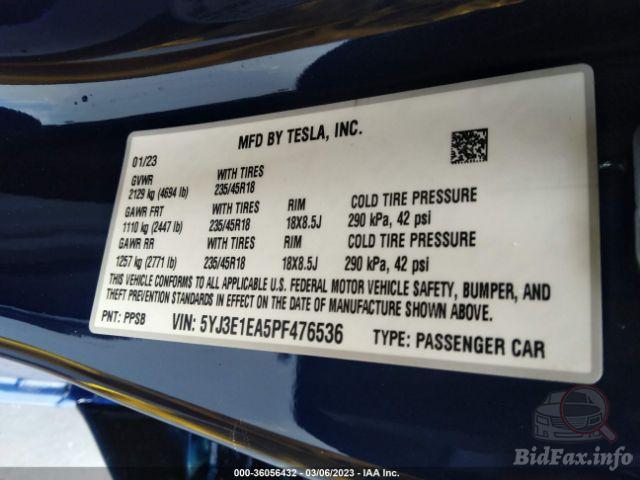 MFD BY TESLA, INC.
01/23
GVWR WITH TIRES
2129 kg (4694 lb) 235/45R18
GAWR FRT WITH TIRES RIM COLD TIRE PRESSURE
1110 kg (2447 lb) 235/45R18 18X8.5J 290 kPa, 42 psi
GAWR RR WITH TIRES RIM COLD TIRE PRESSURE
1257 kg (2771 lb) 235/45R18 18X8.5J 290 kPa, 42 psi
THIS VEHICLE CONFORMS TO ALL APPLICABLE U.S. FEDERAL MOTOR VEHICLE SAFETY, BUMPER, AND
THEFT PREVENTION STANDARDS IN EFFECT ON THE DATE OF MANUFACTURE SHOWN ABOVE.
PNT: PPSB VIN: 5YJ3E1EA5PF476536 TYPE: PASSENGER CAR
BidFax.info
000-36056432 - 03/06/2023 - IAA Inc.